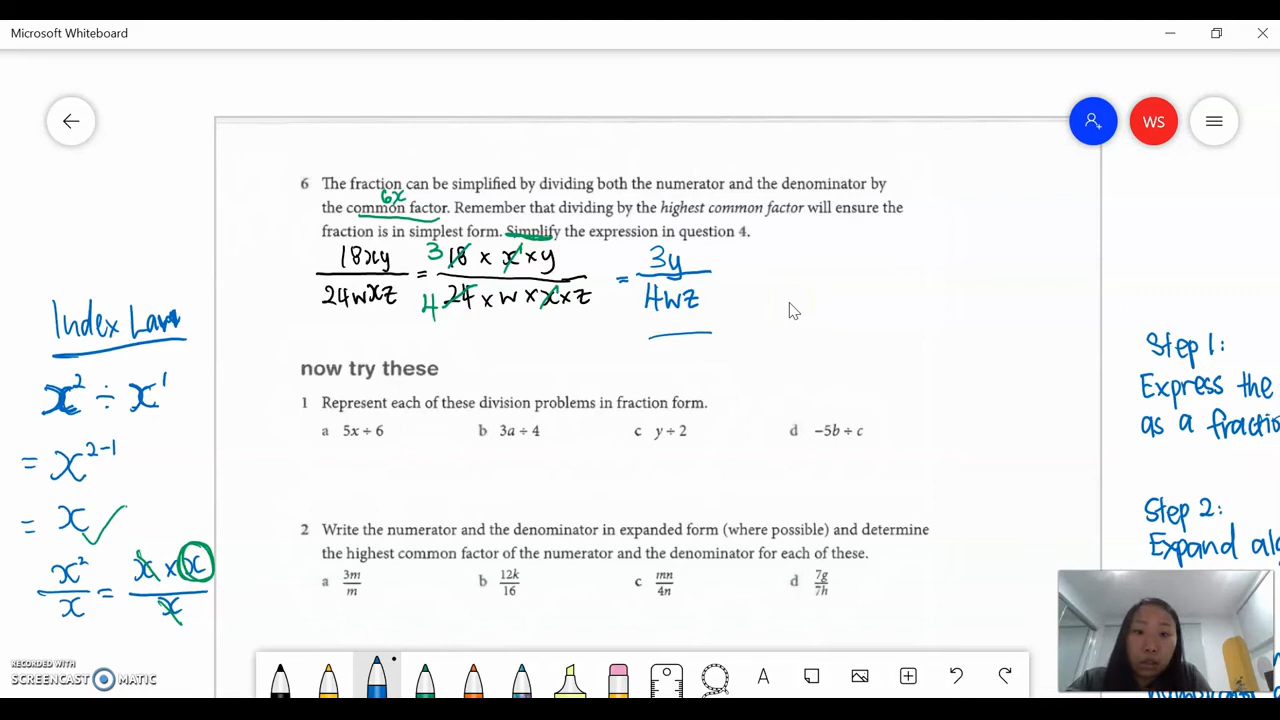 Microsoft Whiteboard
WS
6 The fraction can be simplified by dividing both the numerator and the denominator by
6x
the common factor. Remember that dividing by the highest common factor will ensure the
fraction is in simplest form. Simplify the expression in question 4.
18xy/24wxz = 3 18 × x × y/4 24 × w × x × z = 3y/4wz
now try these
1 Represent each of these division problems in fraction form.
a 5x ÷ 6 b 3a ÷ 4 c y ÷ 2 d −5b ÷ c
2 Write the numerator and the denominator in expanded form (where possible) and determine
the highest common factor of the numerator and the denominator for each of these.
a 3m/m b 12k/16 c mn/4n d 7g/7h
Index Law
x² ÷ x¹
= x²⁻¹
= x ✓
x²/x = x × x/x
Step 1:
Express the
as a fractio
Step 2:
Expand alg
RECORDED WITH
SCREENCAST MATIC